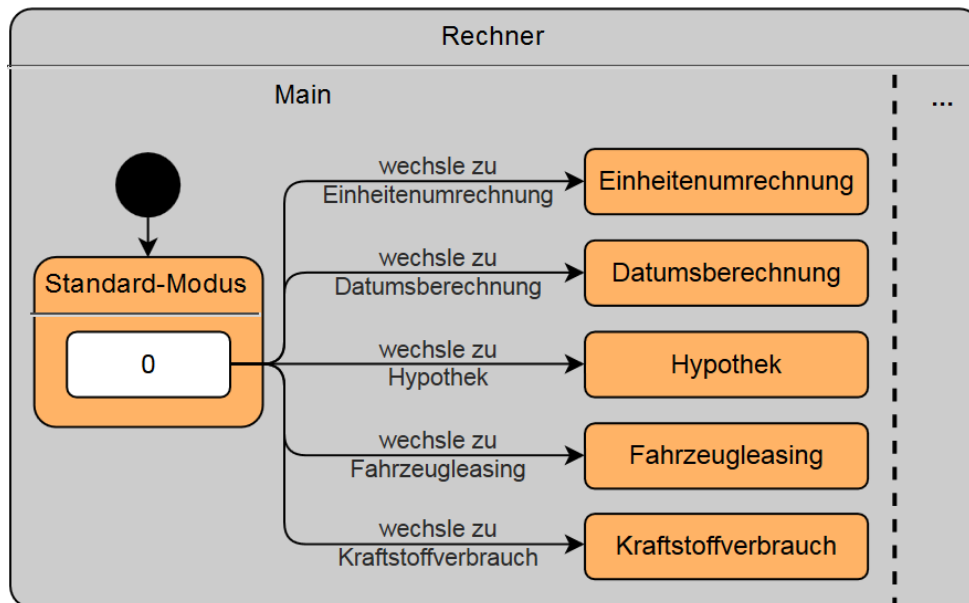 Rechner
Main
...
wechsle zu
Einheitenumrechnung
Einheitenumrechnung
wechsle zu
Datumsberechnung
Datumsberechnung
Standard-Modus
0
wechsle zu
Hypothek
Hypothek
wechsle zu
Fahrzeugleasing
Fahrzeugleasing
wechsle zu
Kraftstoffverbrauch
Kraftstoffverbrauch